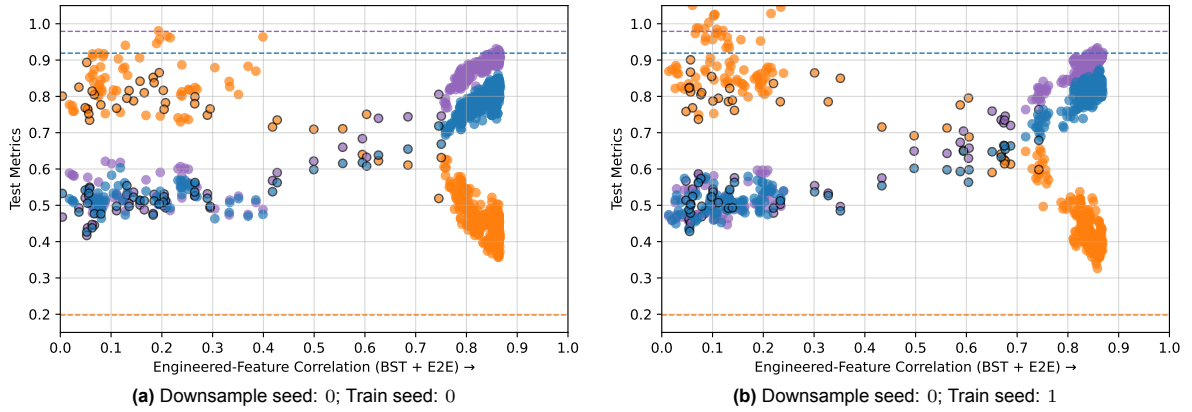 1.0
0.9
0.8
0.7
0.6
0.5
0.4
0.3
0.2
Test Metrics
0.0 0.1 0.2 0.3 0.4 0.5 0.6 0.7 0.8 0.9 1.0
Engineered-Feature Correlation (BST + E2E) →
(a) Downsample seed: 0; Train seed: 0
1.0
0.9
0.8
0.7
0.6
0.5
0.4
0.3
0.2
Test Metrics
0.0 0.1 0.2 0.3 0.4 0.5 0.6 0.7 0.8 0.9 1.0
Engineered-Feature Correlation (BST + E2E) →
(b) Downsample seed: 0; Train seed: 1